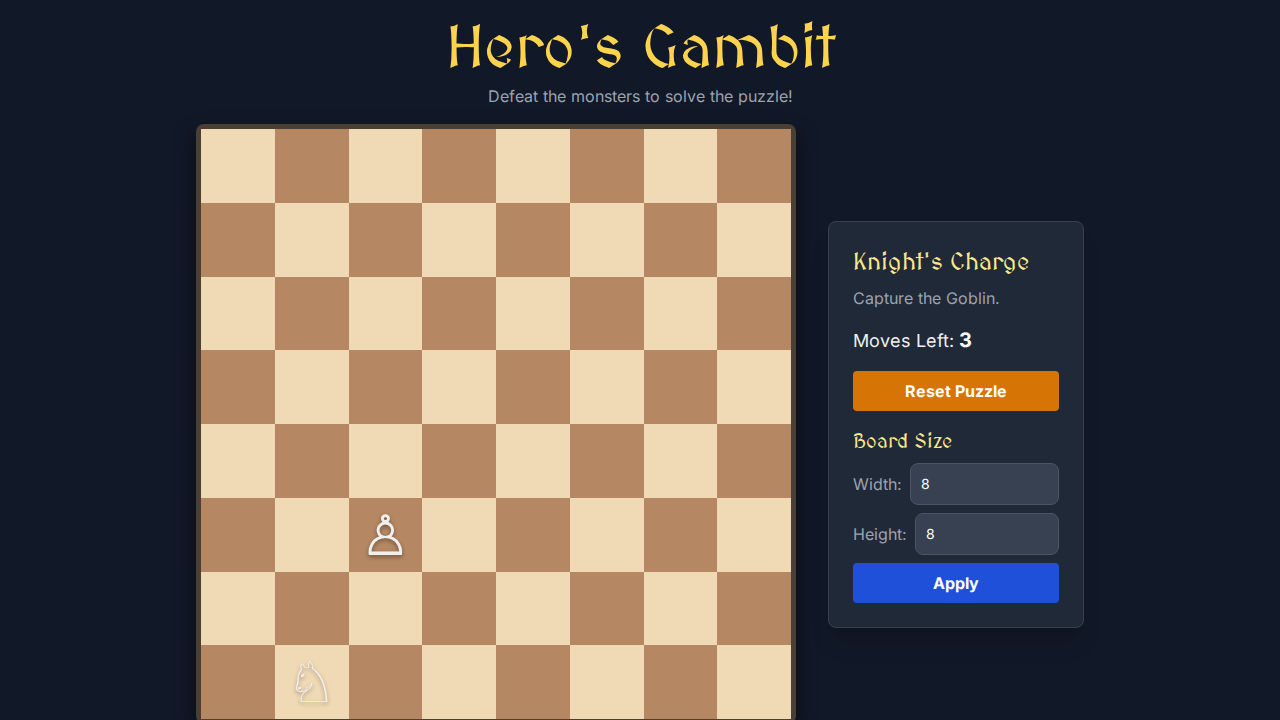 Hero's Gambit
Defeat the monsters to solve the puzzle!
Knight's Charge
Capture the Goblin.
Moves Left: 3
Reset Puzzle
Board Size
Width: 8
Height: 8
Apply